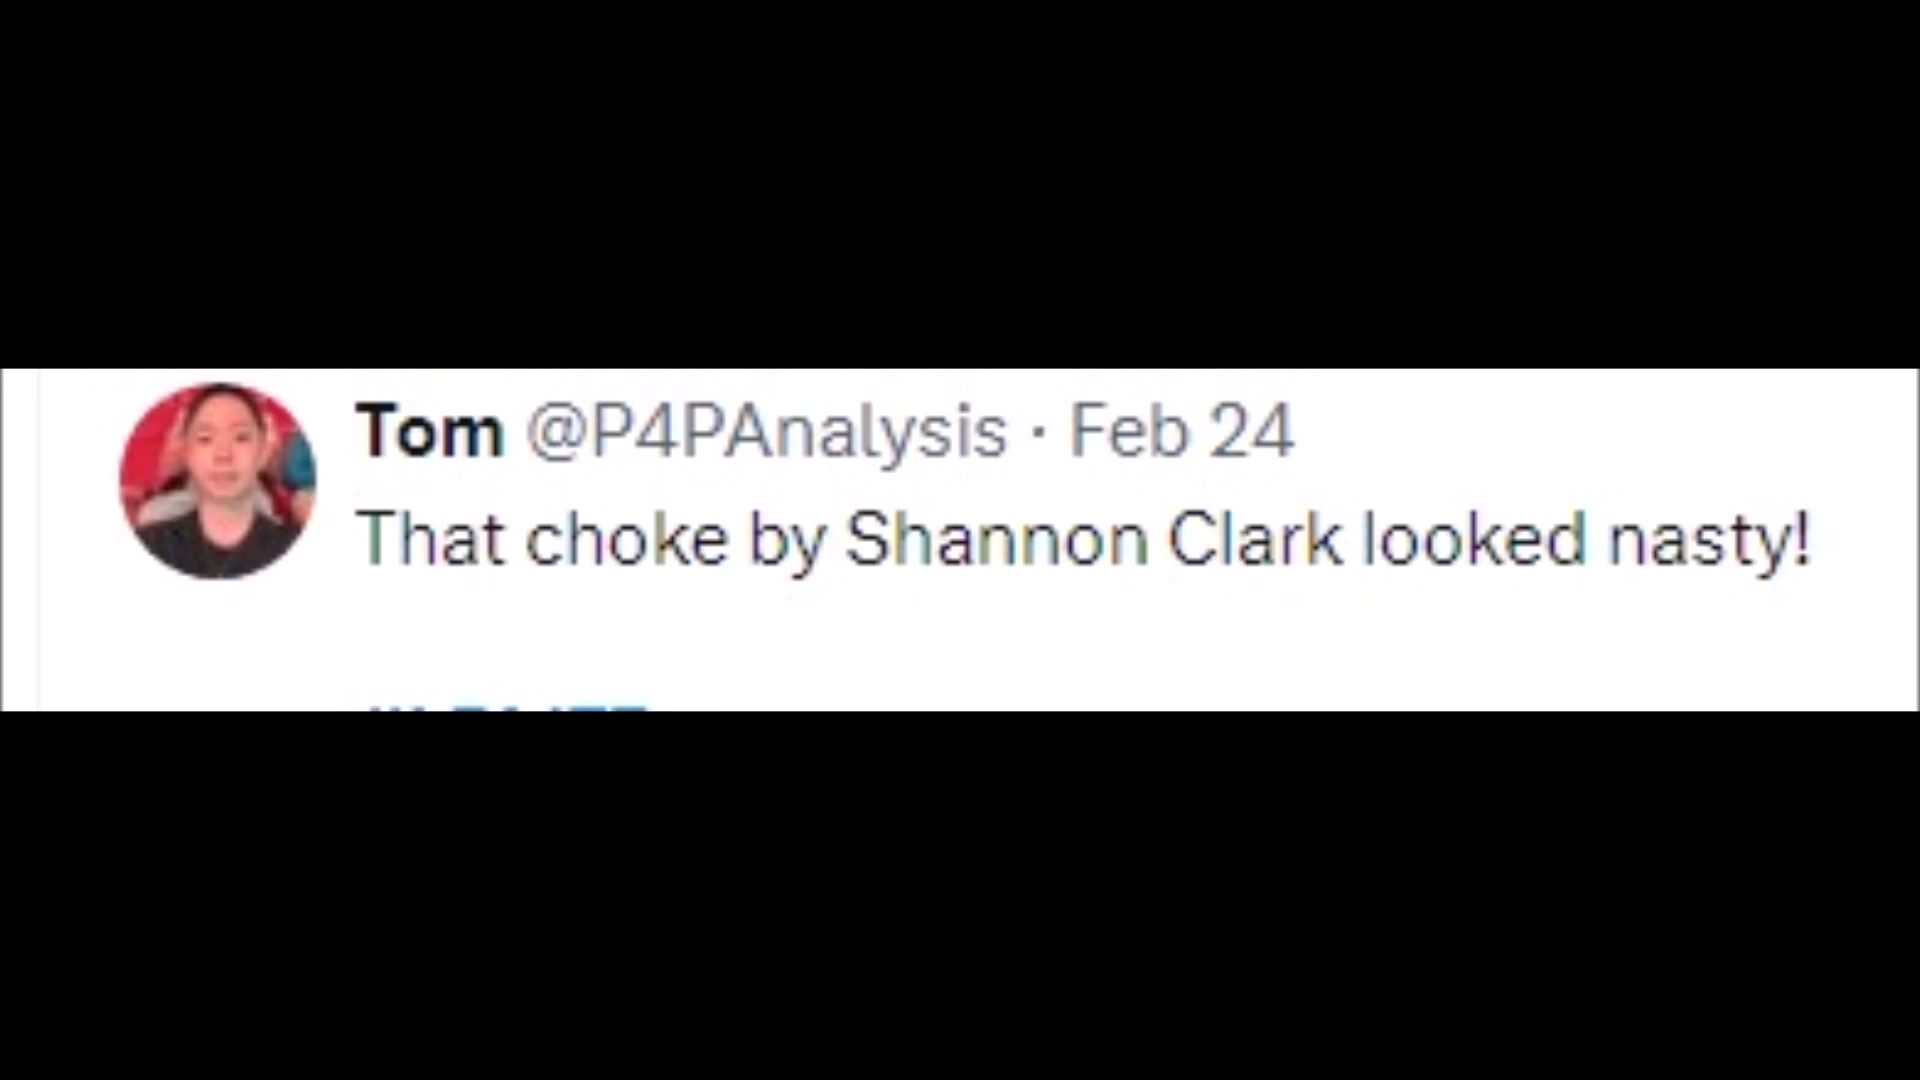 Tom @P4PAnalysis · Feb 24
That choke by Shannon Clark looked nasty!